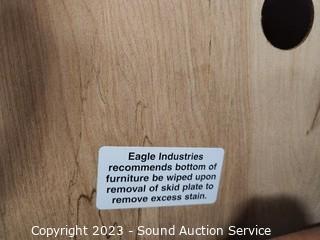 Eagle Industries
recommends bottom of
furniture be wiped upon
removal of skid plate to
remove excess stain.
Copyright 2023 - Sound Auction Service